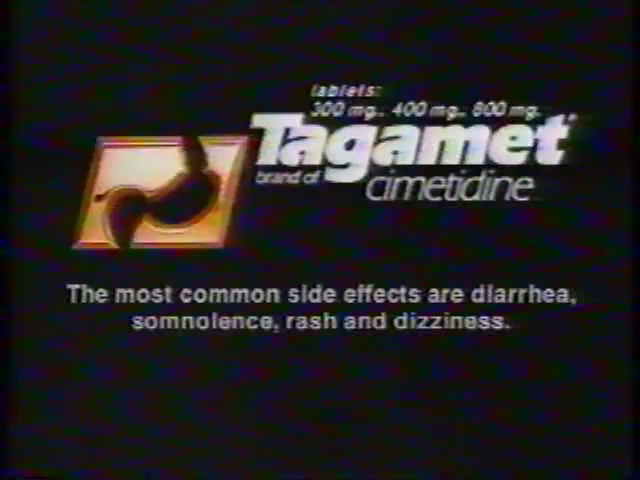 tablets:
300 mg., 400 mg., 800 mg.
Tagamet®
brand of cimetidine
The most common side effects are diarrhea,
somnolence, rash and dizziness.